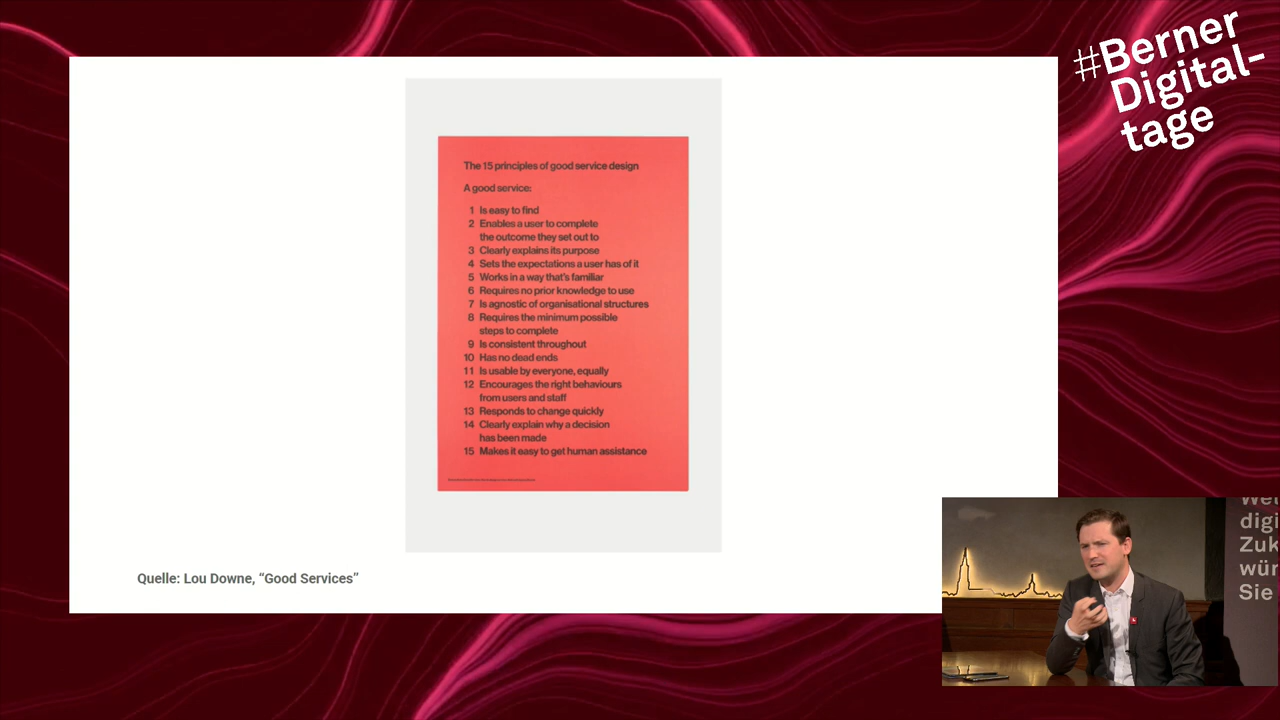 #Berner
Digital-
tage
The 15 principles of good service design
A good service:
1 Is easy to find
2 Enables a user to complete
the outcome they set out to
3 Clearly explains its purpose
4 Sets the expectations a user has of it
5 Works in a way that's familiar
6 Requires no prior knowledge to use
7 Is agnostic of organisational structures
8 Requires the minimum possible
steps to complete
9 Is consistent throughout
10 Has no dead ends
11 Is usable by everyone, equally
12 Encourages the right behaviours
from users and staff
13 Responds to change quickly
14 Clearly explain why a decision
has been made
15 Makes it easy to get human assistance
Quelle: Lou Downe, “Good Services”
digi
Zuk
wür
Sie